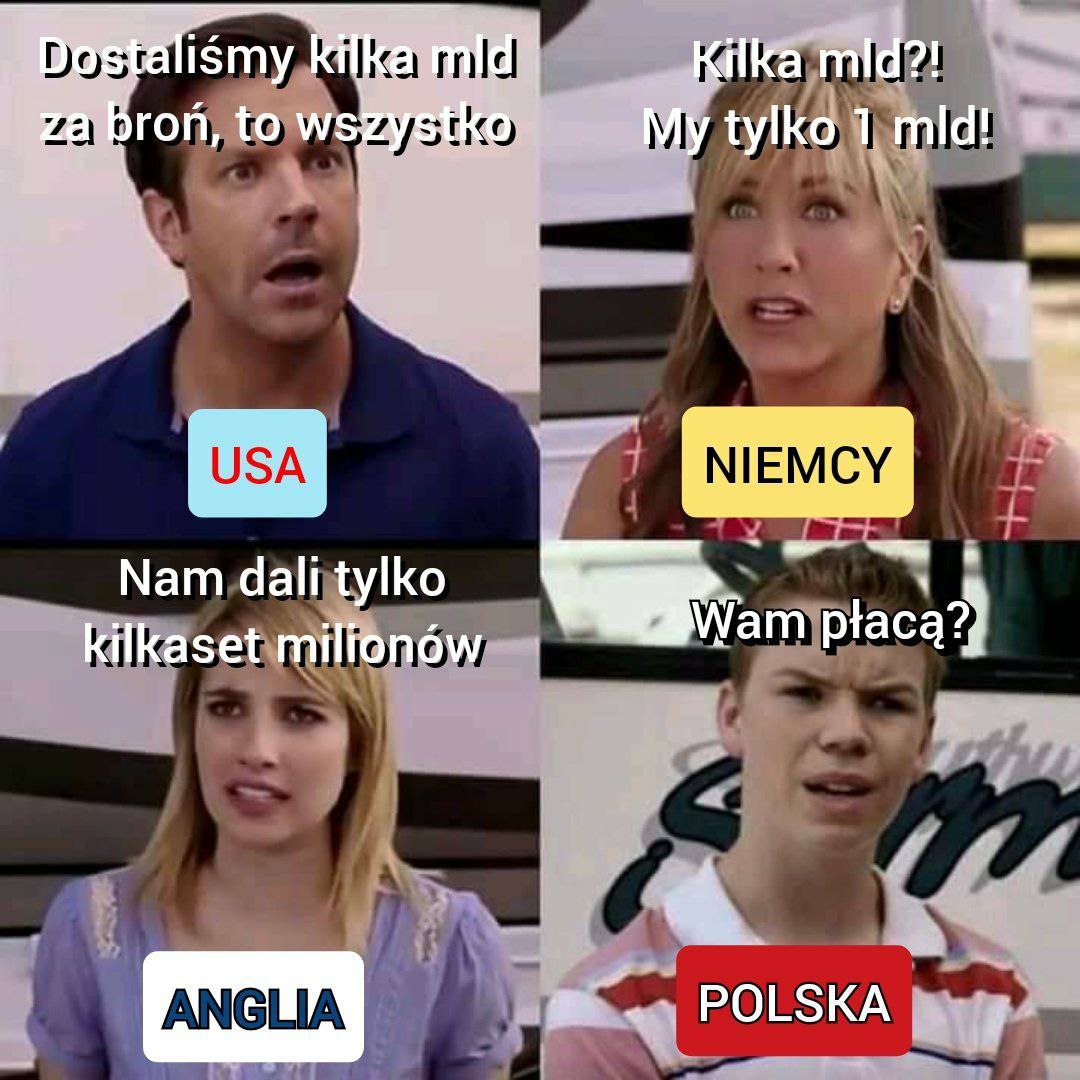 Dostaliśmy kilka mld
za broń, to wszystko
USA
Kilka mld?!
My tylko 1 mld!
NIEMCY
Nam dali tylko
kilkaset milionów
ANGLIA
Wam płacą?
POLSKA